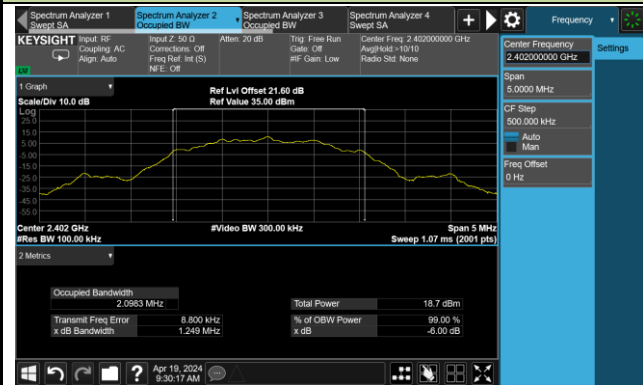 Spectrum Analyzer 1
Swept SA
Spectrum Analyzer 2
Occupied BW
Spectrum Analyzer 3
Occupied BW
Spectrum Analyzer 4
Swept SA
Frequency
KEYSIGHT
Input: RF
Coupling: AC
Align: Auto
Input Z: 50 Ω
Corrections: Off
Freq Ref: Int (S)
NFE: Off
Atten: 20 dB
Trig: Free Run
Gate: Off
#IF Gain: Low
Center Freq: 2.402000000 GHz
Avg|Hold:>10/10
Radio Std: None
Center Frequency
2.402000000 GHz
Settings
Span
5.0000 MHz
CF Step
500.000 kHz
Auto
Man
Freq Offset
0 Hz
1 Graph
Scale/Div 10.0 dB
Ref Lvl Offset 21.60 dB
Ref Value 35.00 dBm
Log
25.0
15.0
5.00
-5.00
-15.0
-25.0
-35.0
-45.0
-55.0
Center 2.402 GHz
#Res BW 100.00 kHz
#Video BW 300.00 kHz
Span 5 MHz
Sweep 1.07 ms (2001 pts)
2 Metrics
Occupied Bandwidth
2.0983 MHz
Total Power 18.7 dBm
Transmit Freq Error 8.800 kHz
% of OBW Power 99.00 %
x dB Bandwidth 1.249 MHz
x dB -6.00 dB
Apr 19, 2024
9:30:17 AM